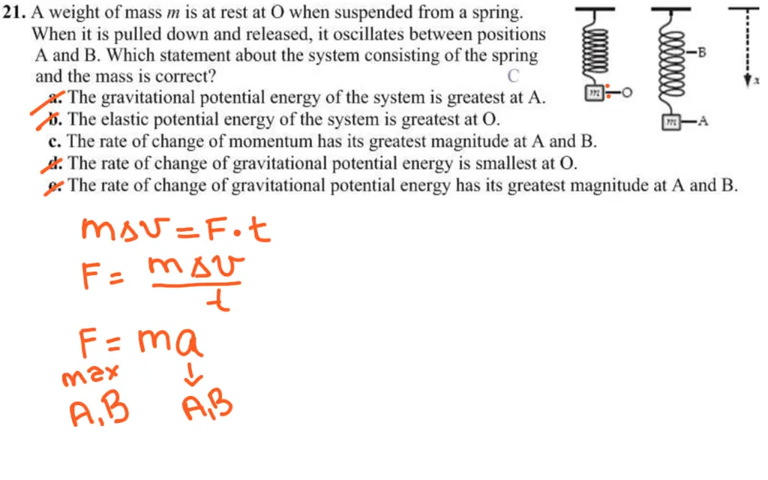 21. A weight of mass m is at rest at O when suspended from a spring.
When it is pulled down and released, it oscillates between positions
A and B. Which statement about the system consisting of the spring
and the mass is correct?
C
a. The gravitational potential energy of the system is greatest at A.
b. The elastic potential energy of the system is greatest at O.
c. The rate of change of momentum has its greatest magnitude at A and B.
d. The rate of change of gravitational potential energy is smallest at O.
e. The rate of change of gravitational potential energy has its greatest magnitude at A and B.
m O
B
m A
x
mΔv = F·t
F = mΔv
t
F = ma
max ↓
A,B A,B